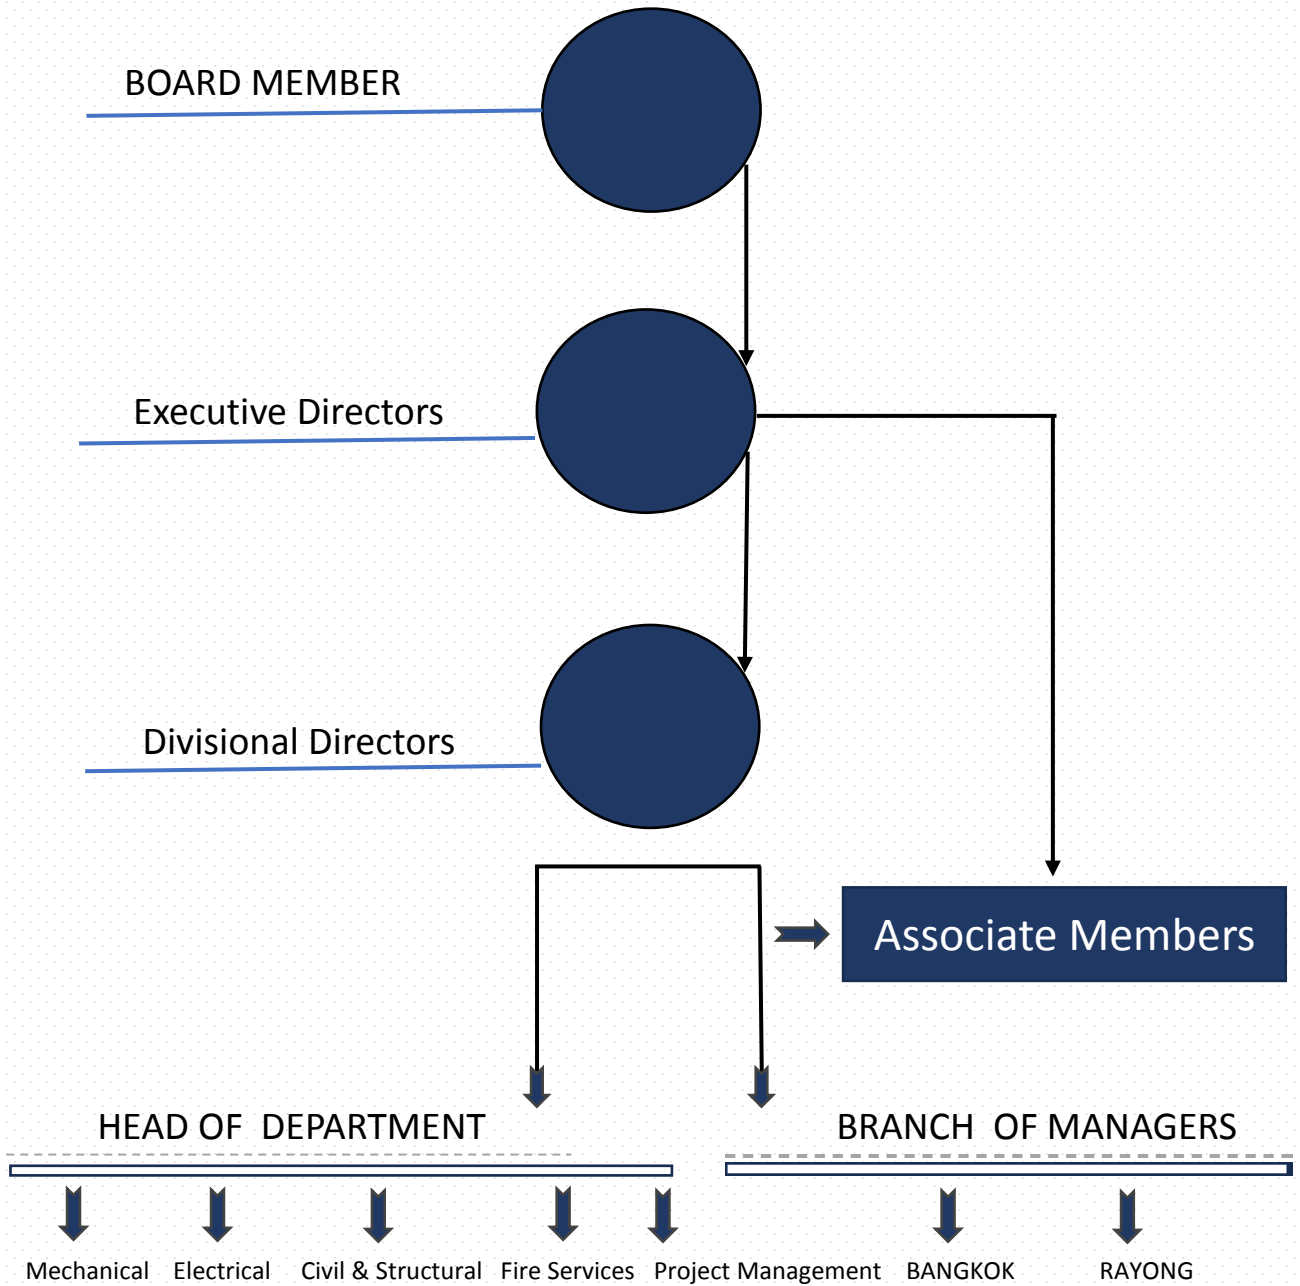 BOARD MEMBER
Executive Directors
Divisional Directors
Associate Members
HEAD OF  DEPARTMENT
BRANCH  OF MANAGERS
Mechanical
Electrical
Civil & Structural
Fire Services
Project Management
BANGKOK
RAYONG